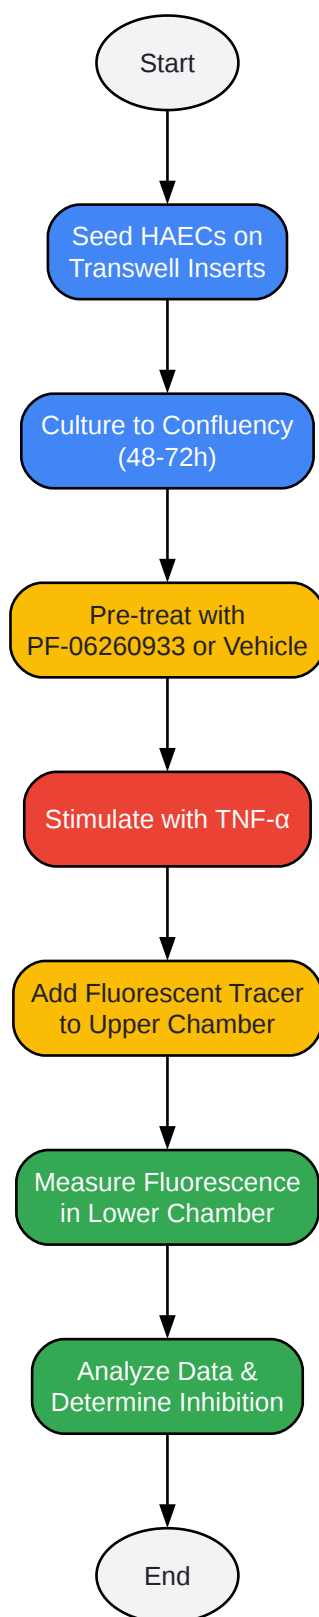 Start
Seed HAECs on
Transwell Inserts
Culture to Confluency
(48-72h)
Pre-treat with
PF-06260933 or Vehicle
Stimulate with TNF-α
Add Fluorescent Tracer
to Upper Chamber
Measure Fluorescence
in Lower Chamber
Analyze Data &
Determine Inhibition
End